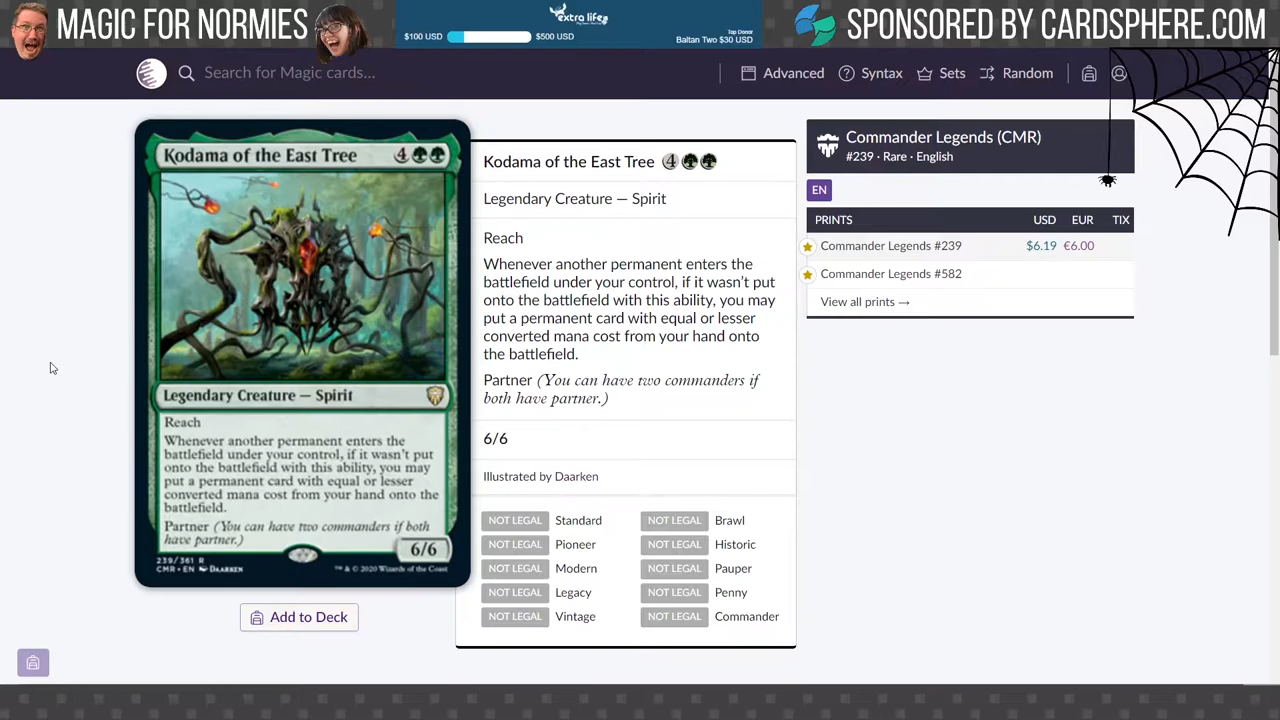 MAGIC FOR NORMIES
extra life
$100 USD
$500 USD
Top Donor
Baltan Two $30 USD
SPONSORED BY CARDSPHERE.COM
Search for Magic cards...
Advanced
Syntax
Sets
Random
Kodama of the East Tree 4
Legendary Creature — Spirit
Reach
Whenever another permanent enters the
battlefield under your control, if it wasn't put
onto the battlefield with this ability, you may
put a permanent card with equal or lesser
converted mana cost from your hand onto the
battlefield.
Partner (You can have two commanders if both
have partner.)
6/6
239/361 R
CMR • EN DAARKEN
™ & © 2020 Wizards of the Coast
Add to Deck
Kodama of the East Tree 4
Legendary Creature — Spirit
Reach
Whenever another permanent enters the
battlefield under your control, if it wasn't put
onto the battlefield with this ability, you may
put a permanent card with equal or lesser
converted mana cost from your hand onto
the battlefield.
Partner (You can have two commanders if
both have partner.)
6/6
Illustrated by Daarken
NOT LEGAL Standard NOT LEGAL Brawl
NOT LEGAL Pioneer NOT LEGAL Historic
NOT LEGAL Modern NOT LEGAL Pauper
NOT LEGAL Legacy NOT LEGAL Penny
NOT LEGAL Vintage NOT LEGAL Commander
Commander Legends (CMR)
#239 · Rare · English
EN
PRINTS USD EUR TIX
Commander Legends #239 $6.19 €6.00
Commander Legends #582
View all prints →